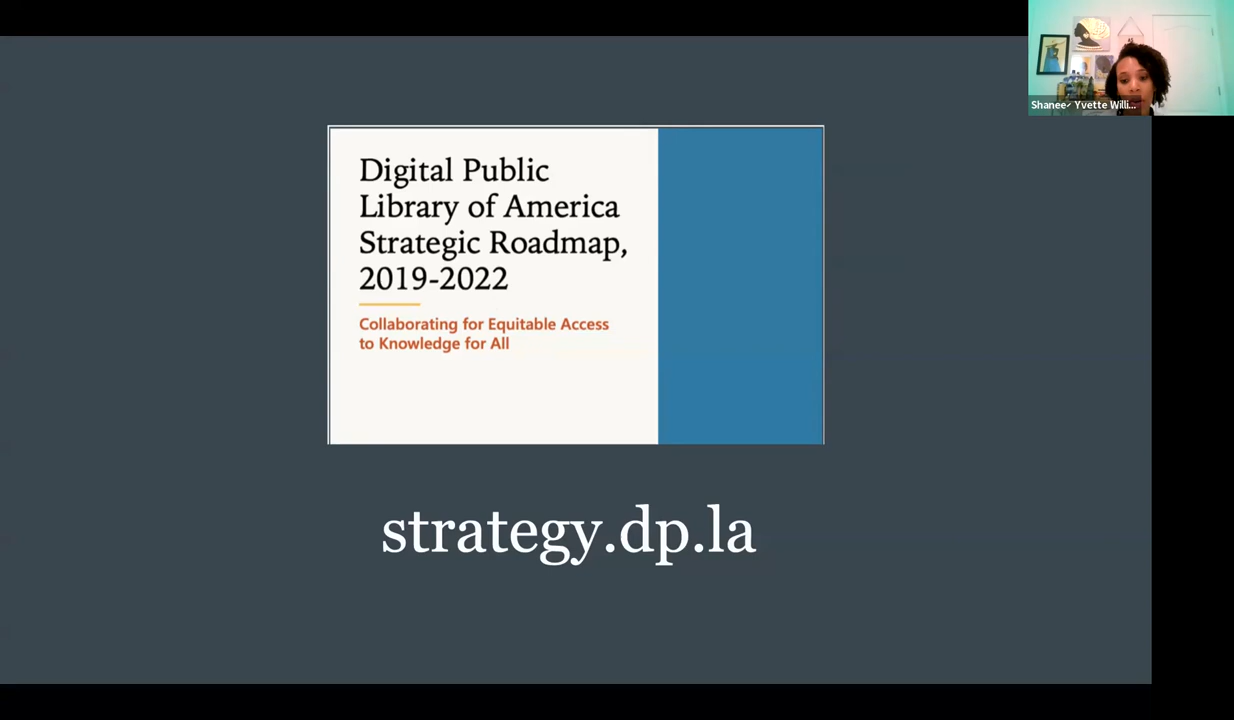 Digital Public
Library of America
Strategic Roadmap,
2019-2022
Collaborating for Equitable Access
to Knowledge for All
strategy.dp.la
Yvette Willi...